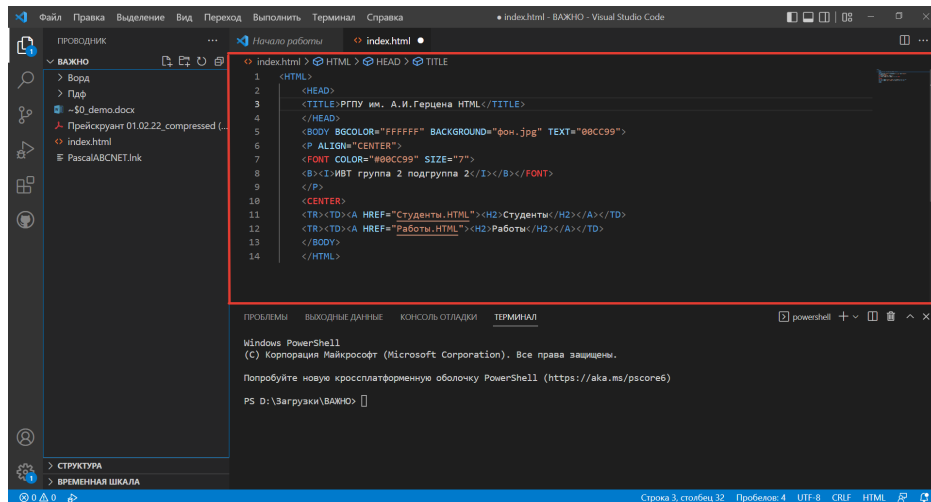 Файл Правка Выделение Вид Переход Выполнить Терминал Справка ● index.html - ВАЖНО - Visual Studio Code
ПРОВОДНИК ···
ВАЖНО
Ворд
Пдф
~$0_demo.docx
Прейскруант 01.02.22_compressed (...
index.html
PascalABCNET.lnk
СТРУКТУРА
ВРЕМЕННАЯ ШКАЛА
Начало работы index.html ●
index.html > HTML > HEAD > TITLE
1 <HTML>
2 <HEAD>
3 <TITLE>РГПУ им. А.И.Герцена HTML</TITLE>
4 </HEAD>
5 <BODY BGCOLOR="FFFFFF" BACKGROUND="фон.jpg" TEXT="00CC99">
6 <P ALIGN="CENTER">
7 <FONT COLOR="#00CC99" SIZE="7">
8 <B><I>ИВТ группа 2 подгруппа 2</I></B></FONT>
9 </P>
10 <CENTER>
11 <TR><TD><A HREF="Студенты.HTML"><H2>Студенты</H2></A></TD>
12 <TR><TD><A HREF="Работы.HTML"><H2>Работы</H2></A></TD>
13 </BODY>
14 </HTML>
ПРОБЛЕМЫ ВЫХОДНЫЕ ДАННЫЕ КОНСОЛЬ ОТЛАДКИ ТЕРМИНАЛ powershell
Windows PowerShell
(C) Корпорация Майкрософт (Microsoft Corporation). Все права защищены.
Попробуйте новую кроссплатформенную оболочку PowerShell (https://aka.ms/pscore6)
PS D:\Загрузки\ВАЖНО>
0 0 Строка 3, столбец 32 Пробелов: 4 UTF-8 CRLF HTML